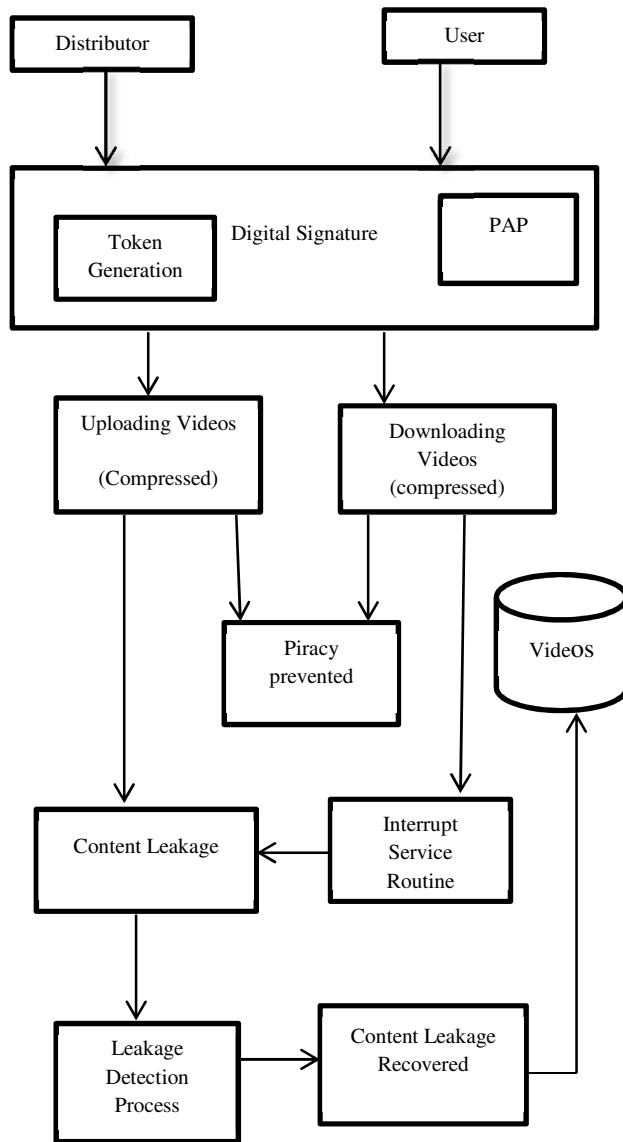 Distributor
User
Digital Signature
Token
Generation
PAP
Uploading Videos
(Compressed)
Downloading
Videos
(compressed)
Piracy
prevented
Videos
Content Leakage
Interrupt
Service
Routine
Leakage
Detection
Process
Content Leakage
Recovered